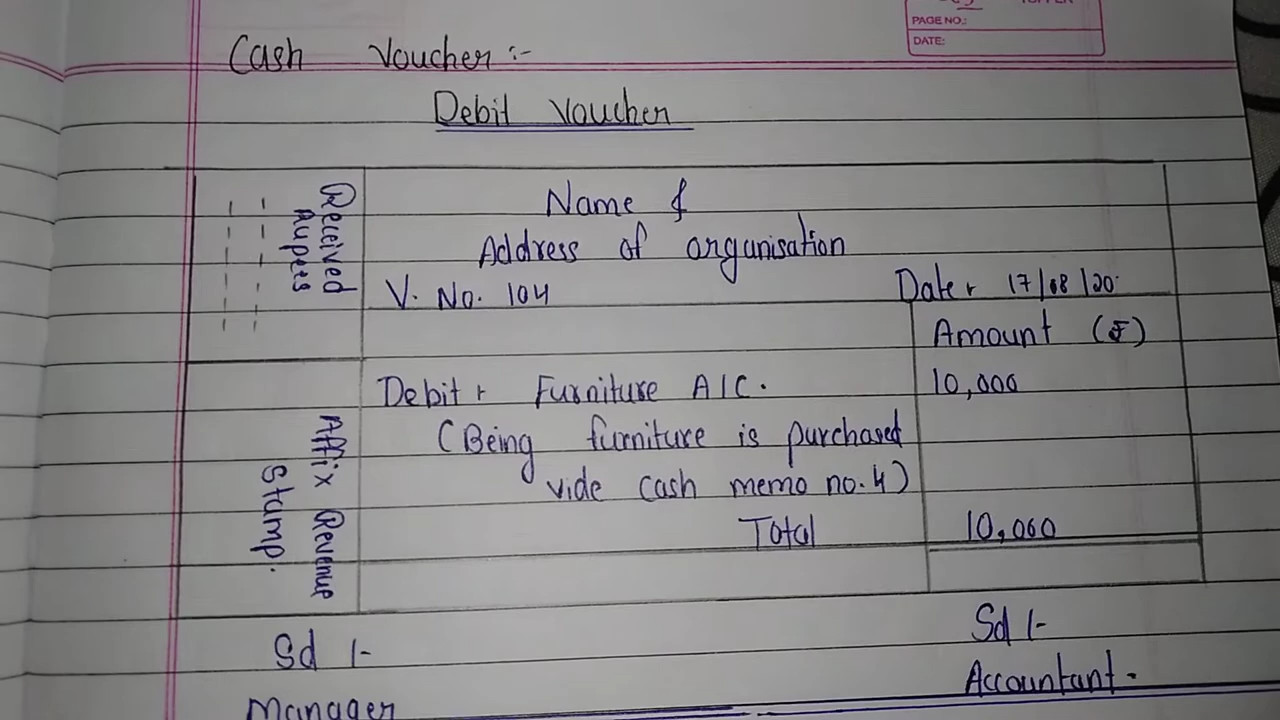 PAGE NO.:
DATE:
Cash Voucher :-
Debit Voucher
Received
Rupees
Name &
Address of organisation
V. No. 104
Date: 17/08/20
Amount (₹)
Debit: Furniture A/C.
10,000
(Being furniture is purchased
vide cash memo no. 4)
Total
10,000
Affix Revenue
Stamp.
Sd /-
Manager
Sd /-
Accountant.